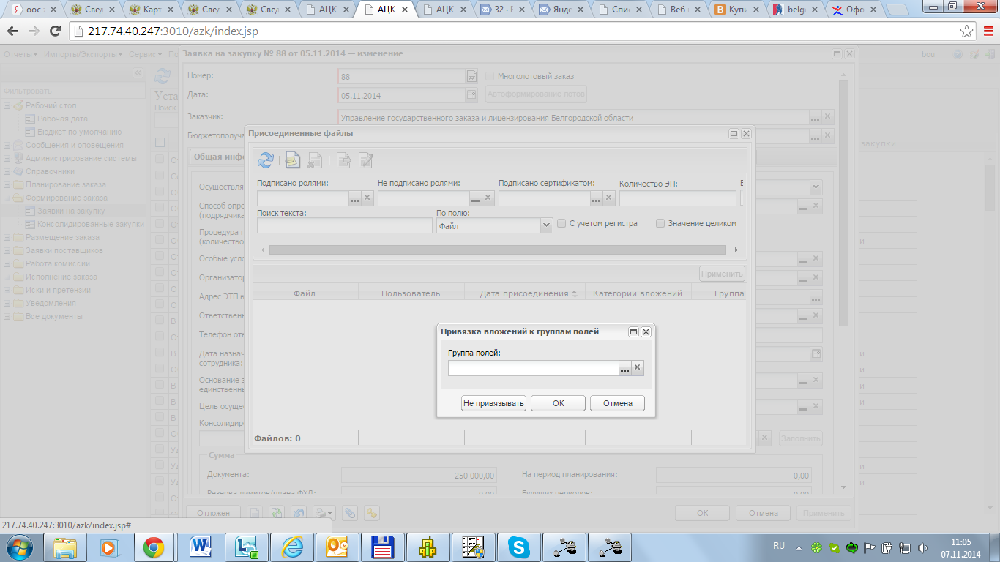 оос з
Свед
Карт
Свед
Свед
АЦК
АЦК
АЦК
32 · В
Янде
Спис
Веб
Купи
belg
Офо
217.74.40.247:3010/azk/index.jsp
Отчеты Импорты/Экспорты Сервис
Заявка на закупку № 88 от 05.11.2014 — изменение
bou
Фильтровать
Рабочий стол
Рабочая дата
Бюджет по умолчанию
Сообщения и оповещения
Администрирование системы
Справочники
Планирование заказа
Формирование заказа
Заявки на закупку
Консолидированные закупки
Размещение заказа
Заявки поставщиков
Работа комиссии
Исполнение заказа
Иски и претензии
Уведомления
Все документы
Уста
Поиск
Номер:
88
Многолотовый заказ
Дата:
05.11.2014
Автоформирование лотов
Заказчик:
Управление государственного заказа и лицензирования Белгородской области
Бюджетополуча
закупки
Общая инф
Осуществля
Способ опре
(подрядчика
Процедура п
(количество
Особые усло
Организатор
Адрес ЭТП в
Ответственн
Телефон отв
Дата назнач
сотрудника:
Основание з
единственны
Цель осущес
Консолидиро
Заполнить
Присоединенные файлы
Подписано ролями:
Не подписано ролями:
Подписано сертификатом:
Количество ЭП:
Поиск текста:
По полю:
Файл
С учетом регистра
Значение целиком
Применить
Файл
Пользователь
Дата присоединения
Категории вложений
Группа
Привязка вложений к группам полей
Группа полей:
Не привязывать
ОК
Отмена
Файлов: 0
Сумма
Документа:
250 000,00
На период планирования:
0,00
Резерва лимитов/плана ФХД:
0,00
Будущих периодов:
0,00
Отложен
ОК
Отмена
Применить
217.74.40.247:3010/azk/index.jsp#
RU
11:05
07.11.2014